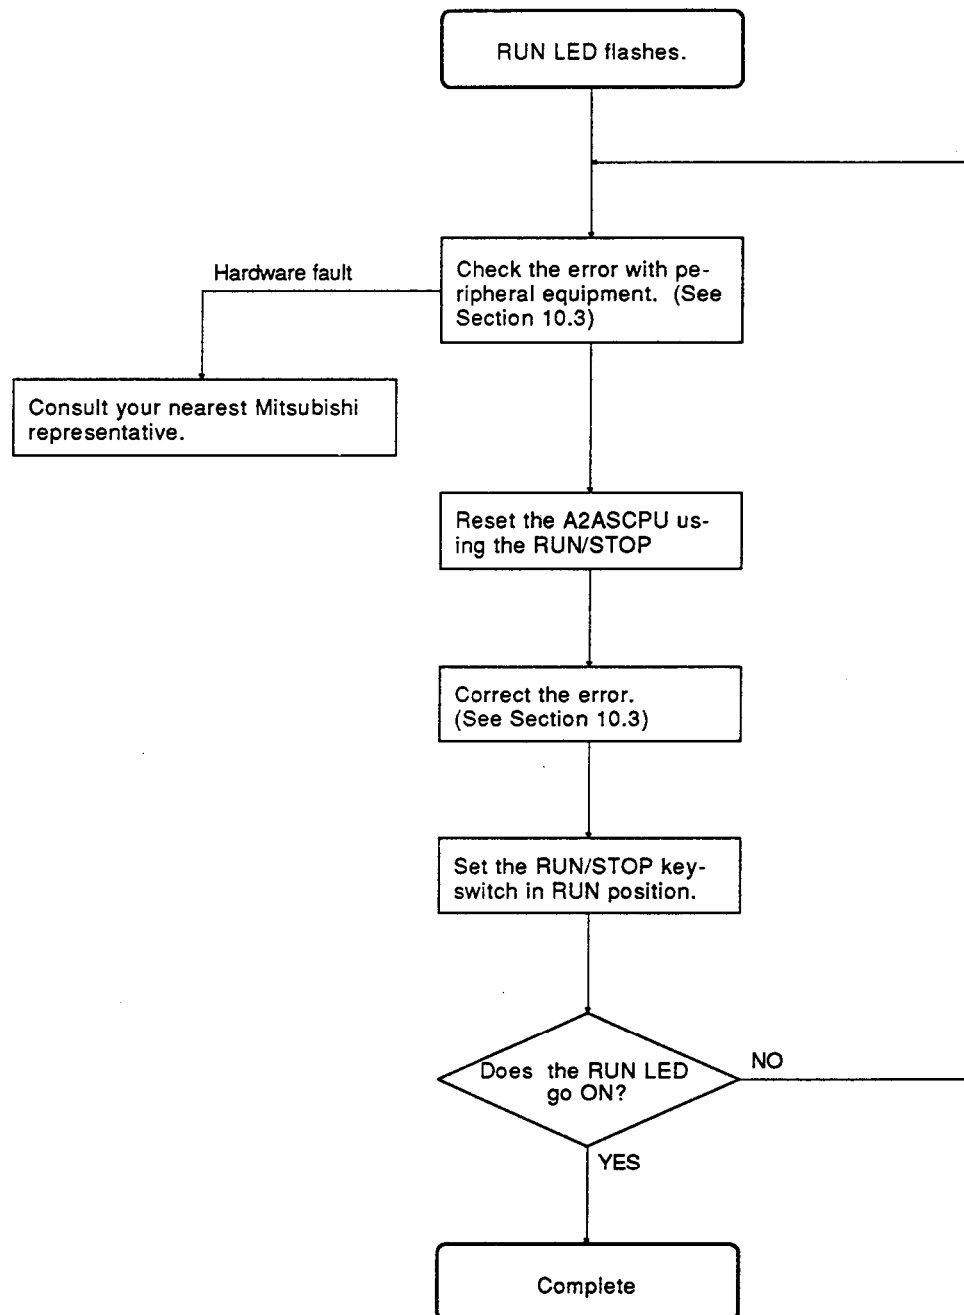 RUN LED flashes.
Hardware fault
Check the error with pe-
ripheral equipment. (See
Section 10.3)
Consult your nearest Mitsubishi
representative.
Reset the A2ASCPU us-
ing the RUN/STOP
Correct the error.
(See Section 10.3)
Set the RUN/STOP key-
switch in RUN position.
Does the RUN LED
go ON?
NO
YES
Complete